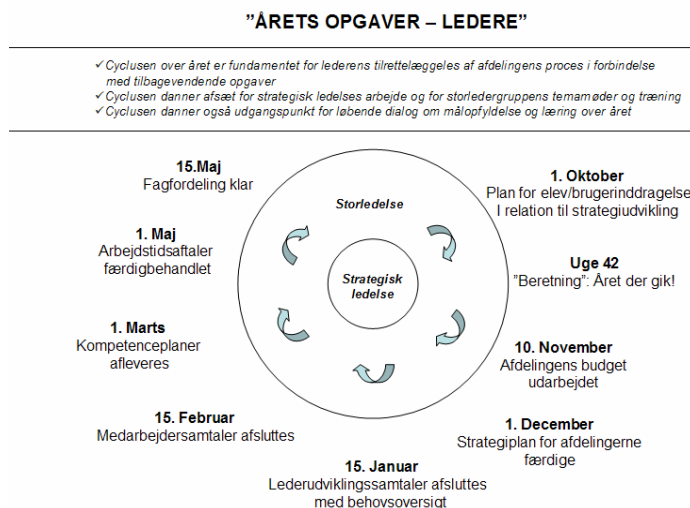 "ÅRETS OPGAVER – LEDERE"
✓ Cyclusen over året er fundamentet for lederens tilrettelæggeles af afdelingens proces i forbindelse
med tilbagevendende opgaver
✓ Cyclusen danner afsæt for strategisk ledelses arbejde og for storledergruppens temamøder og træning
✓ Cyclusen danner også udgangspunkt for løbende dialog om målopfyldelse og læring over året
15.Maj
Fagfordeling klar
1. Oktober
Plan for elev/brugerinddragelse
I relation til strategiudvikling
Storledelse
1. Maj
Arbejdstidsaftaler
færdigbehandlet
Uge 42
"Beretning": Året der gik!
Strategisk
ledelse
1. Marts
Kompetenceplaner
afleveres
10. November
Afdelingens budget
udarbejdet
15. Februar
Medarbejdersamtaler afsluttes
1. December
Strategiplan for afdelingerne
færdige
15. Januar
Lederudviklingssamtaler afsluttes
med behovsoversigt